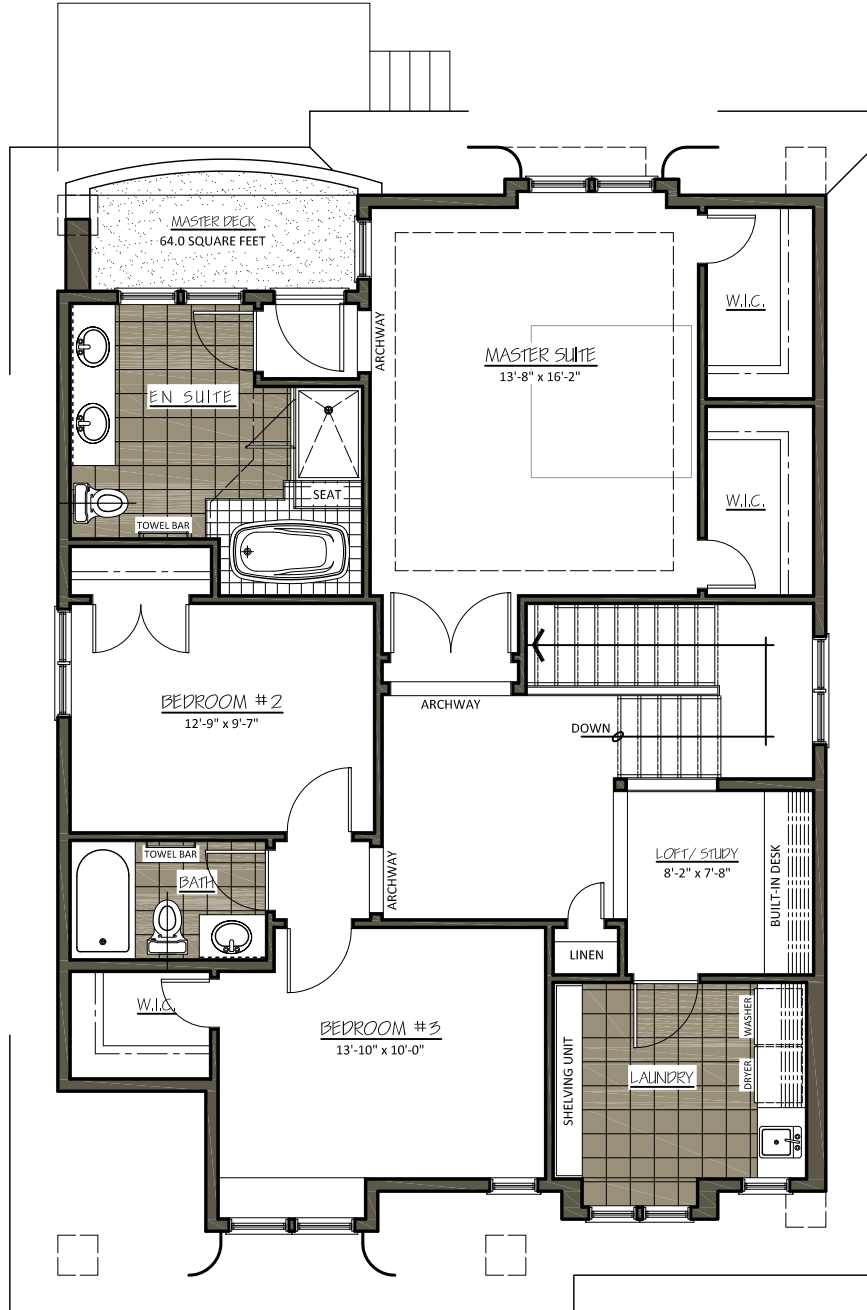 MASTER DECK
64.0 SQUARE FEET
W.I.C.
ARCHWAY
MASTER SUITE
13'-8" x 16'-2"
EN SUITE
SEAT
W.I.C.
TOWEL BAR
BEDROOM #2
12'-9" x 9'-7"
ARCHWAY
DOWN
TOWEL BAR
BATH
ARCHWAY
LOFT/ STUDY
8'-2" x 7'-8"
BUILT-IN DESK
LINEN
W.I.C.
BEDROOM #3
13'-10" x 10'-0"
SHELVING UNIT
LAUNDRY
WASHER
DRYER